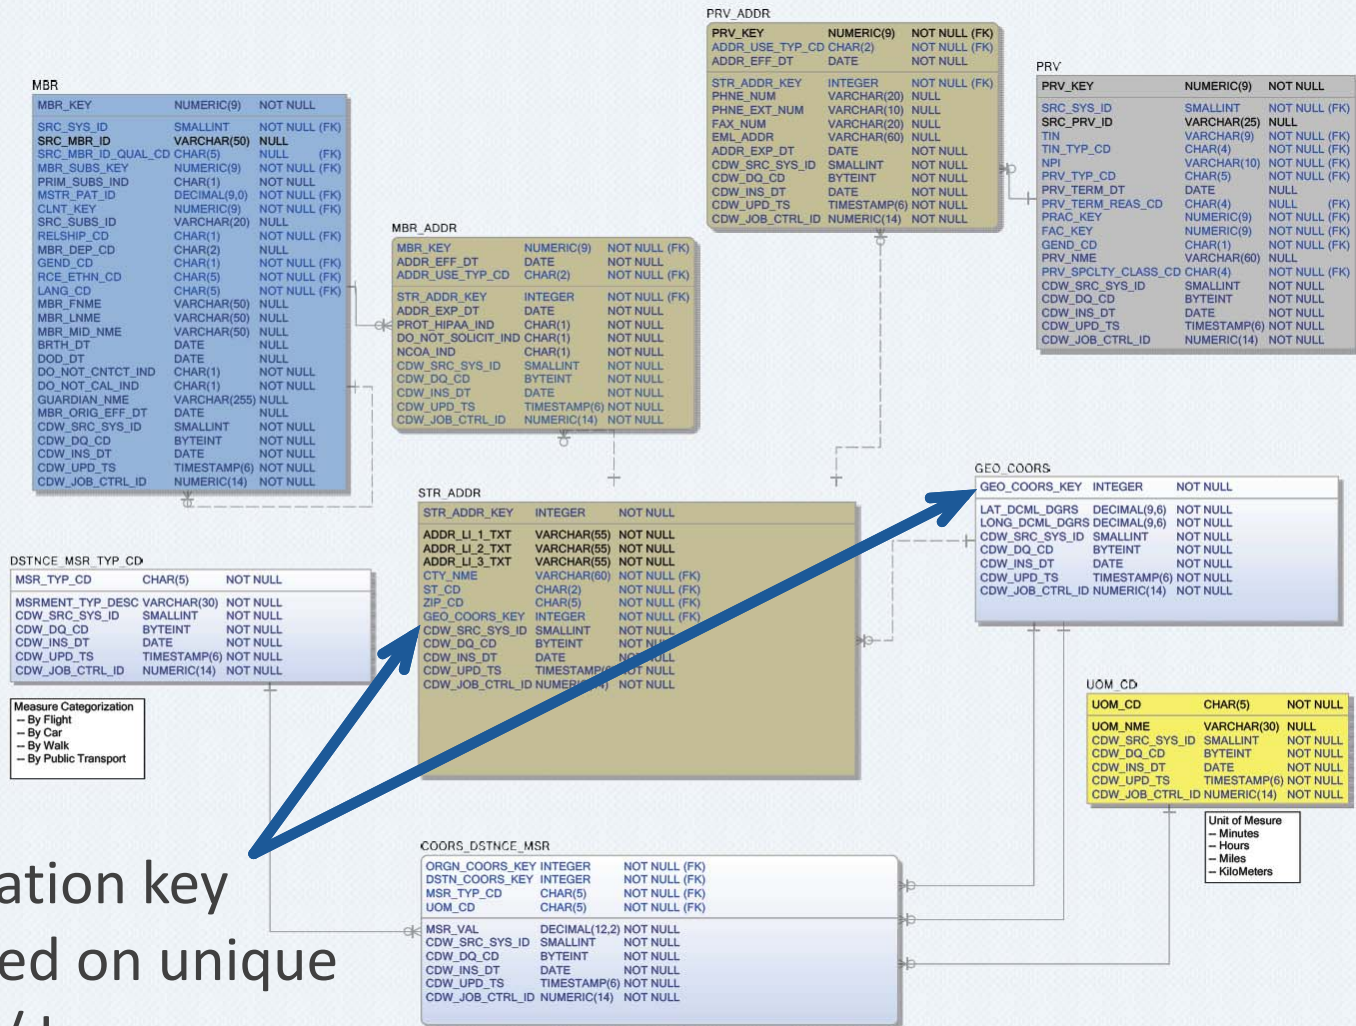 PRV_ADDR
PRV_KEY NUMERIC(9) NOT NULL (FK)
ADDR_USE_TYP_CD CHAR(2) NOT NULL (FK)
ADDR_EFF_DT DATE NOT NULL
STR_ADDR_KEY INTEGER NOT NULL (FK)
PHNE_NUM VARCHAR(20) NULL
PHNE_EXT_NUM VARCHAR(10) NULL
FAX_NUM VARCHAR(20) NULL
EML_ADDR VARCHAR(60) NULL
ADDR_EXP_DT DATE NOT NULL
CDW_SRC_SYS_ID SMALLINT NOT NULL
CDW_DQ_CD BYTEINT NOT NULL
CDW_INS_DT DATE NOT NULL
CDW_UPD_TS TIMESTAMP(6) NOT NULL
CDW_JOB_CTRL_ID NUMERIC(14) NOT NULL
PRV
PRV_KEY NUMERIC(9) NOT NULL
SRC_SYS_ID SMALLINT NOT NULL (FK)
SRC_PRV_ID VARCHAR(25) NULL
TIN VARCHAR(9) NOT NULL (FK)
TIN_TYP_CD CHAR(4) NOT NULL (FK)
NPI VARCHAR(10) NOT NULL (FK)
PRV_TYP_CD CHAR(5) NOT NULL (FK)
PRV_TERM_DT DATE NULL
PRV_TERM_REAS_CD CHAR(4) NULL (FK)
PRAC_KEY NUMERIC(9) NOT NULL (FK)
FAC_KEY NUMERIC(9) NOT NULL (FK)
GEND_CD CHAR(1) NOT NULL (FK)
PRV_NME VARCHAR(60) NULL
PRV_SPCLTY_CLASS_CD CHAR(4) NOT NULL (FK)
CDW_SRC_SYS_ID SMALLINT NOT NULL
CDW_DQ_CD BYTEINT NOT NULL
CDW_INS_DT DATE NOT NULL
CDW_UPD_TS TIMESTAMP(6) NOT NULL
CDW_JOB_CTRL_ID NUMERIC(14) NOT NULL
MBR
MBR_KEY NUMERIC(9) NOT NULL
SRC_SYS_ID SMALLINT NOT NULL (FK)
SRC_MBR_ID VARCHAR(50) NULL
SRC_MBR_ID_QUAL_CD CHAR(5) NULL (FK)
MBR_SUBS_KEY NUMERIC(9) NOT NULL (FK)
PRIM_SUBS_IND CHAR(1) NOT NULL
MSTR_PAT_ID DECIMAL(9,0) NOT NULL (FK)
CLNT_KEY NUMERIC(9) NOT NULL (FK)
SRC_SUBS_ID VARCHAR(20) NULL
RELSHIP_CD CHAR(1) NOT NULL (FK)
MBR_DEP_CD CHAR(2) NULL
GEND_CD CHAR(1) NOT NULL (FK)
RCE_ETHN_CD CHAR(5) NOT NULL (FK)
LANG_CD CHAR(5) NOT NULL (FK)
MBR_FNME VARCHAR(50) NULL
MBR_LNME VARCHAR(50) NULL
MBR_MID_NME VARCHAR(50) NULL
BRTH_DT DATE NULL
DOD_DT DATE NULL
DO_NOT_CNTCT_IND CHAR(1) NOT NULL
DO_NOT_CAL_IND CHAR(1) NOT NULL
GUARDIAN_NME VARCHAR(255) NULL
MBR_ORIG_EFF_DT DATE NULL
CDW_SRC_SYS_ID SMALLINT NOT NULL
CDW_DQ_CD BYTEINT NOT NULL
CDW_INS_DT DATE NOT NULL
CDW_UPD_TS TIMESTAMP(6) NOT NULL
CDW_JOB_CTRL_ID NUMERIC(14) NOT NULL
MBR_ADDR
MBR_KEY NUMERIC(9) NOT NULL (FK)
ADDR_EFF_DT DATE NOT NULL
ADDR_USE_TYP_CD CHAR(2) NOT NULL (FK)
STR_ADDR_KEY INTEGER NOT NULL (FK)
ADDR_EXP_DT DATE NOT NULL
PROT_HIPAA_IND CHAR(1) NOT NULL
DO_NOT_SOLICIT_IND CHAR(1) NOT NULL
NCOA_IND CHAR(1) NOT NULL
CDW_SRC_SYS_ID SMALLINT NOT NULL
CDW_DQ_CD BYTEINT NOT NULL
CDW_INS_DT DATE NOT NULL
CDW_UPD_TS TIMESTAMP(6) NOT NULL
CDW_JOB_CTRL_ID NUMERIC(14) NOT NULL
STR_ADDR
STR_ADDR_KEY INTEGER NOT NULL
ADDR_LI_1_TXT VARCHAR(55) NOT NULL
ADDR_LI_2_TXT VARCHAR(55) NOT NULL
ADDR_LI_3_TXT VARCHAR(55) NOT NULL
CTY_NME VARCHAR(60) NOT NULL (FK)
ST_CD CHAR(2) NOT NULL (FK)
ZIP_CD CHAR(5) NOT NULL (FK)
GEO_COORS_KEY INTEGER NOT NULL (FK)
CDW_SRC_SYS_ID SMALLINT NOT NULL
CDW_DQ_CD BYTEINT NOT NULL
CDW_INS_DT DATE NOT NULL
CDW_UPD_TS NOT NULL
CDW_JOB_CTRL_ID NOT NULL
GEO_COORS
GEO_COORS_KEY INTEGER NOT NULL
LAT_DCML_DGRS DECIMAL(9,6) NOT NULL
LONG_DCML_DGRS DECIMAL(9,6) NOT NULL
CDW_SRC_SYS_ID SMALLINT NOT NULL
CDW_DQ_CD BYTEINT NOT NULL
CDW_INS_DT DATE NOT NULL
CDW_UPD_TS TIMESTAMP(6) NOT NULL
CDW_JOB_CTRL_ID NUMERIC(14) NOT NULL
DSTNCE_MSR_TYP_CD
MSR_TYP_CD CHAR(5) NOT NULL
MSRMENT_TYP_DESC VARCHAR(30) NOT NULL
CDW_SRC_SYS_ID SMALLINT NOT NULL
CDW_DQ_CD BYTEINT NOT NULL
CDW_INS_DT DATE NOT NULL
CDW_UPD_TS TIMESTAMP(6) NOT NULL
CDW_JOB_CTRL_ID NUMERIC(14) NOT NULL
Measure Categorization
-- By Flight
-- By Car
-- By Walk
-- By Public Transport
UOM_CD
UOM_CD CHAR(5) NOT NULL
UOM_NME VARCHAR(30) NULL
CDW_SRC_SYS_ID SMALLINT NOT NULL
CDW_DQ_CD BYTEINT NOT NULL
CDW_INS_DT DATE NOT NULL
CDW_UPD_TS TIMESTAMP(6) NOT NULL
CDW_JOB_CTRL_ID NUMERIC(14) NOT NULL
Unit of Mesure
-- Minutes
-- Hours
-- Miles
-- KiloMeters
COORS_DSTNCE_MSR
ORGN_COORS_KEY INTEGER NOT NULL (FK)
DSTN_COORS_KEY INTEGER NOT NULL (FK)
MSR_TYP_CD CHAR(5) NOT NULL (FK)
UOM_CD CHAR(5) NOT NULL (FK)
MSR_VAL DECIMAL(12,2) NOT NULL
CDW_SRC_SYS_ID SMALLINT NOT NULL
CDW_DQ_CD BYTEINT NOT NULL
CDW_INS_DT DATE NOT NULL
CDW_UPD_TS TIMESTAMP(6) NOT NULL
CDW_JOB_CTRL_ID NUMERIC(14) NOT NULL
ation key
ed on unique